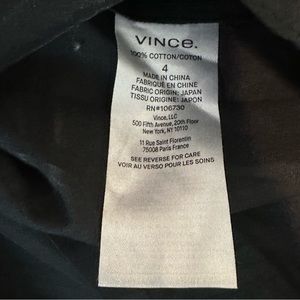 VINCE.
100% COTTON/COTON
4
MADE IN CHINA
FABRIQUÉ EN CHINE
FABRIC ORIGIN: JAPAN
TISSU ORIGINE: JAPON
RN#106730
Vince, LLC
500 Fifth Avenue, 20th Floor
New York, NY 10110
11 Rue Saint Florentin
75008 Paris France
SEE REVERSE FOR CARE
VOIR AU VERSO POUR LES SOINS